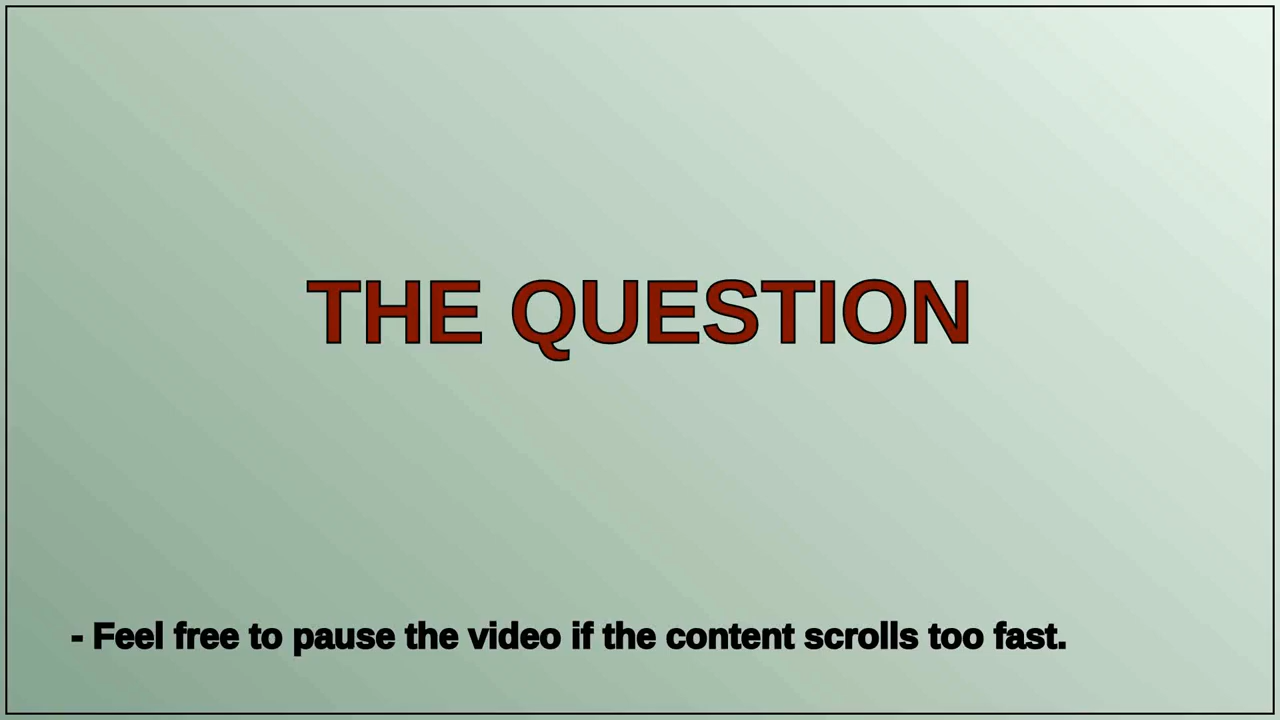 THE QUESTION
- Feel free to pause the video if the content scrolls too fast.